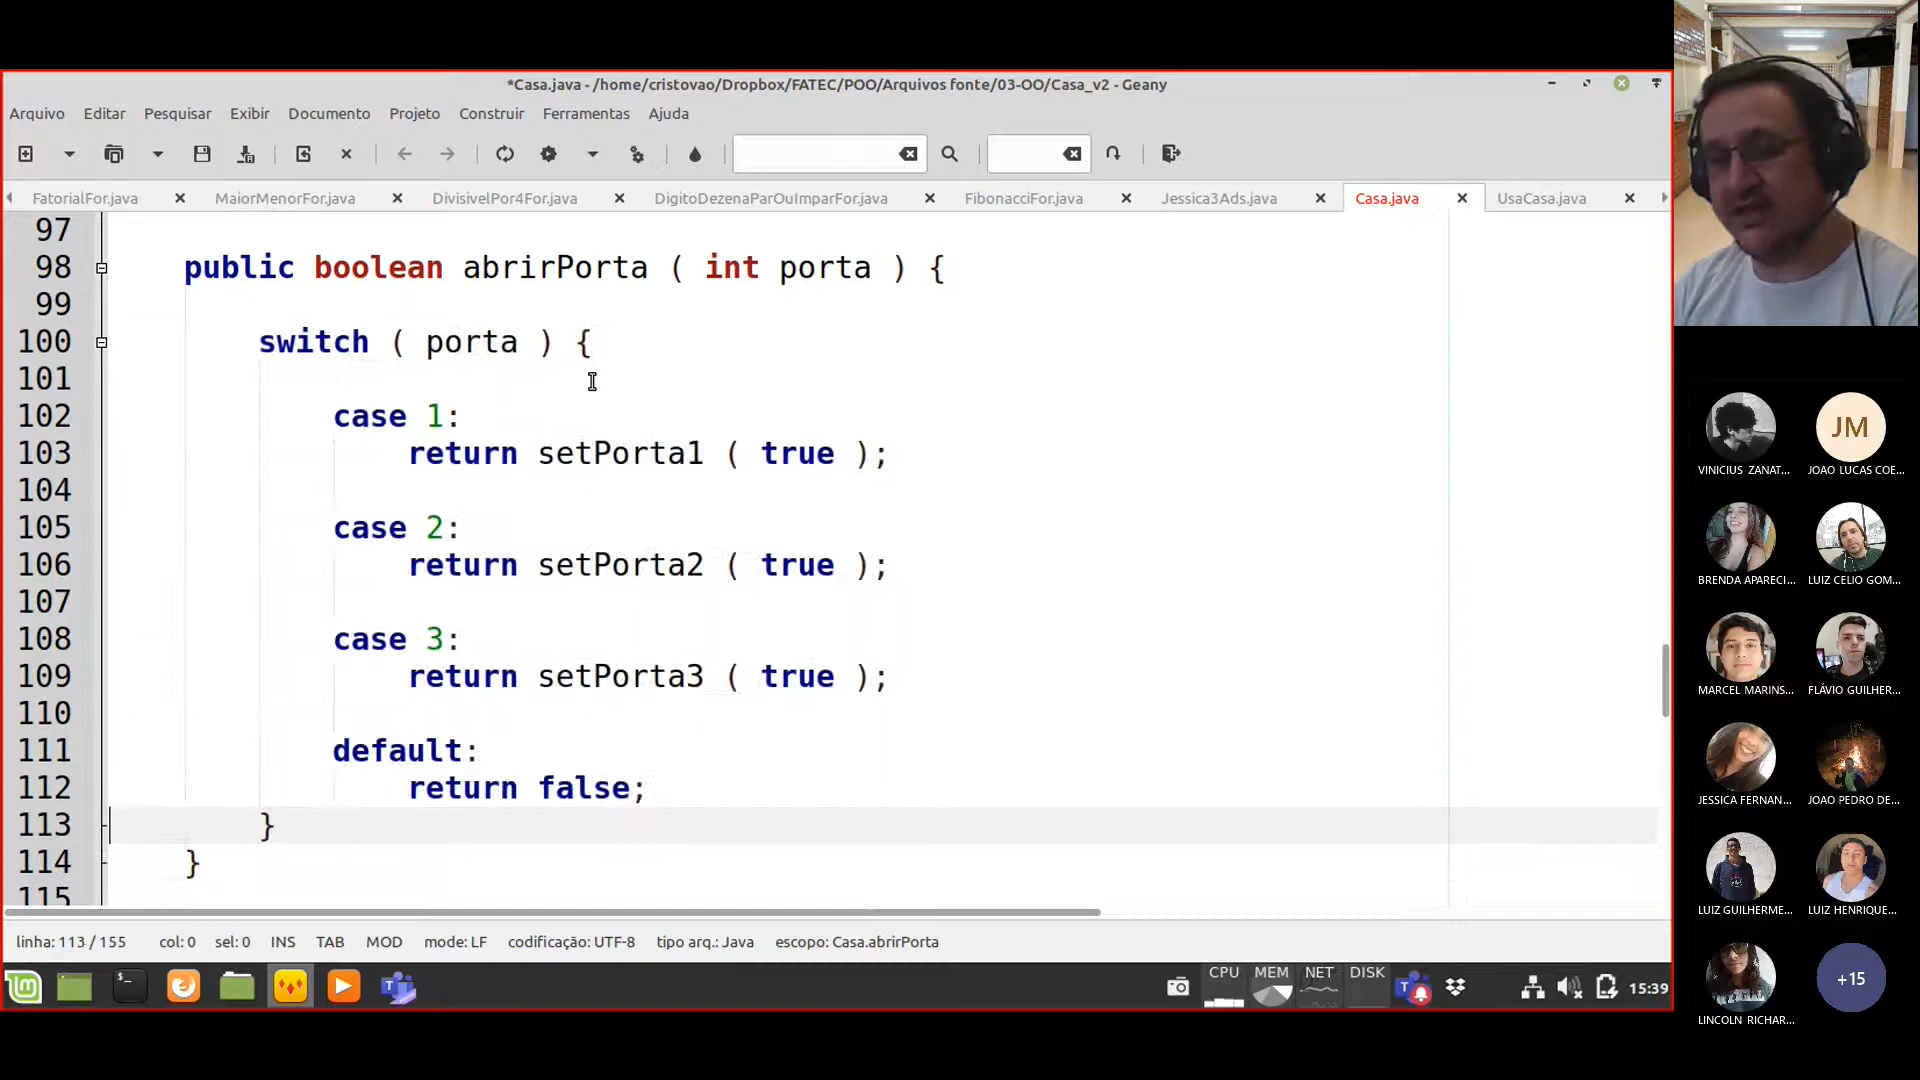 *Casa.java - /home/cristovao/Dropbox/FATEC/POO/Arquivos fonte/03-OO/Casa_v2 - Geany
Arquivo Editar Pesquisar Exibir Documento Projeto Construir Ferramentas Ajuda
FatorialFor.java MaiorMenorFor.java DivisivelPor4For.java DigitoDezenaParOuImparFor.java FibonacciFor.java Jessica3Ads.java Casa.java UsaCasa.java
97
98 public boolean abrirPorta ( int porta ) {
99
100 switch ( porta ) {
101
102 case 1:
103 return setPorta1 ( true );
104
105 case 2:
106 return setPorta2 ( true );
107
108 case 3:
109 return setPorta3 ( true );
110
111 default:
112 return false;
113 }
114 }
115
linha: 113 / 155 col: 0 sel: 0 INS TAB MOD mode: LF codificação: UTF-8 tipo arq.: Java escopo: Casa.abrirPorta
CPU MEM NET DISK
15:39
JM
VINICIUS ZANAT... JOAO LUCAS COE...
BRENDA APARECI... LUIZ CELIO GOM...
MARCEL MARINS... FLÁVIO GUILHER...
JESSICA FERNAN... JOAO PEDRO DE...
LUIZ GUILHERME... LUIZ HENRIQUE...
+15
LINCOLN RICHAR...